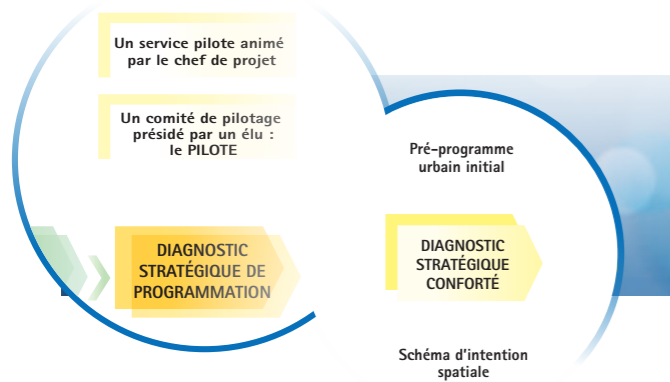 Un service pilote animé
par le chef de projet
Un comité de pilotage
présidé par un élu :
le PILOTE
DIAGNOSTIC
STRATÉGIQUE DE
PROGRAMMATION
Pré-programme
urbain initial
DIAGNOSTIC
STRATÉGIQUE
CONFORTÉ
Schéma d'intention
spatiale